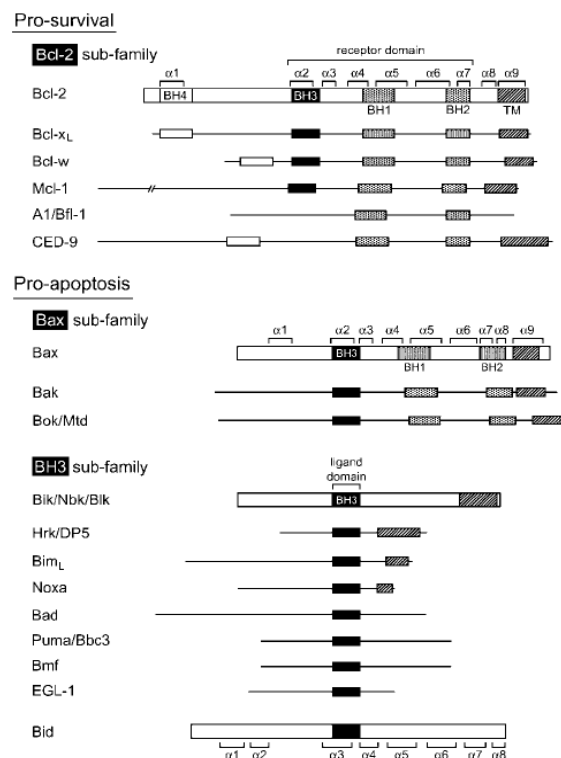 Pro-survival
Bcl-2 sub-family
receptor domain
α1 α2 α3 α4 α5 α6 α7 α8 α9
Bcl-2 BH4 BH3
BH1 BH2 TM
Bcl-xL
Bcl-w
Mcl-1
A1/Bfl-1
CED-9
Pro-apoptosis
Bax sub-family
α1 α2 α3 α4 α5 α6 α7 α8 α9
Bax BH3
BH1 BH2
Bak
Bok/Mtd
BH3 sub-family
ligand
domain
Bik/Nbk/Blk BH3
Hrk/DP5
BimL
Noxa
Bad
Puma/Bbc3
Bmf
EGL-1
Bid
α1 α2 α3 α4 α5 α6 α7 α8